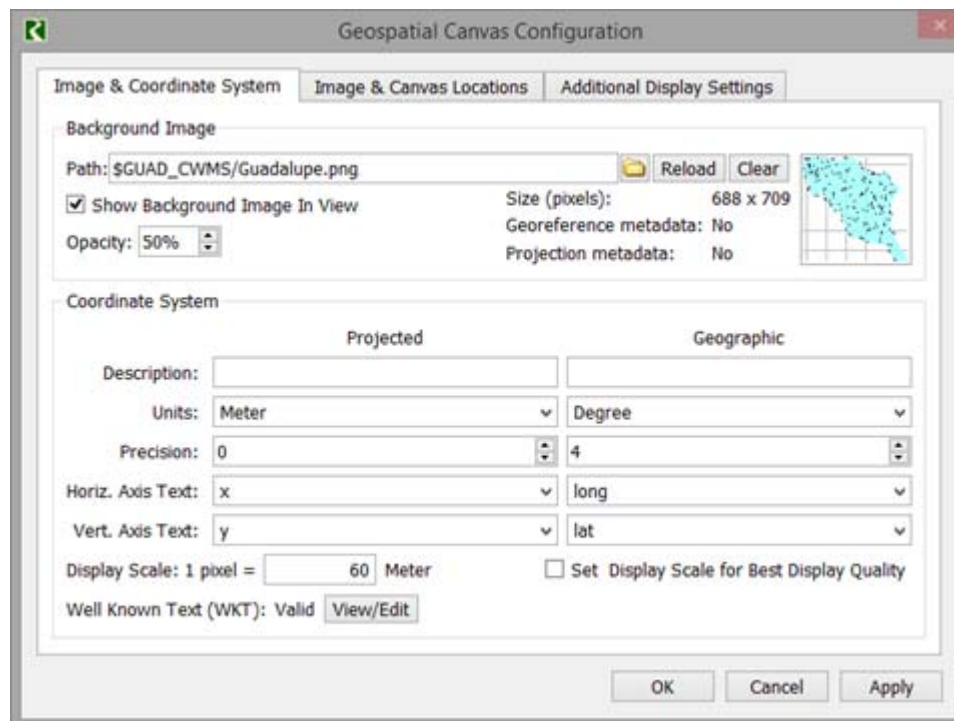 Geospatial Canvas Configuration
Image & Coordinate System Image & Canvas Locations Additional Display Settings
Background Image
Path: $GUAD_CWMS/Guadalupe.png Reload Clear
Show Background Image In View
Size (pixels): 688 x 709
Georeference metadata: No
Opacity: 50%
Projection metadata: No
Coordinate System
Projected Geographic
Description:
Units: Meter Degree
Precision: 0 4
Horiz. Axis Text: x long
Vert. Axis Text: y lat
Display Scale: 1 pixel = 60 Meter Set Display Scale for Best Display Quality
Well Known Text (WKT): Valid View/Edit
OK Cancel Apply